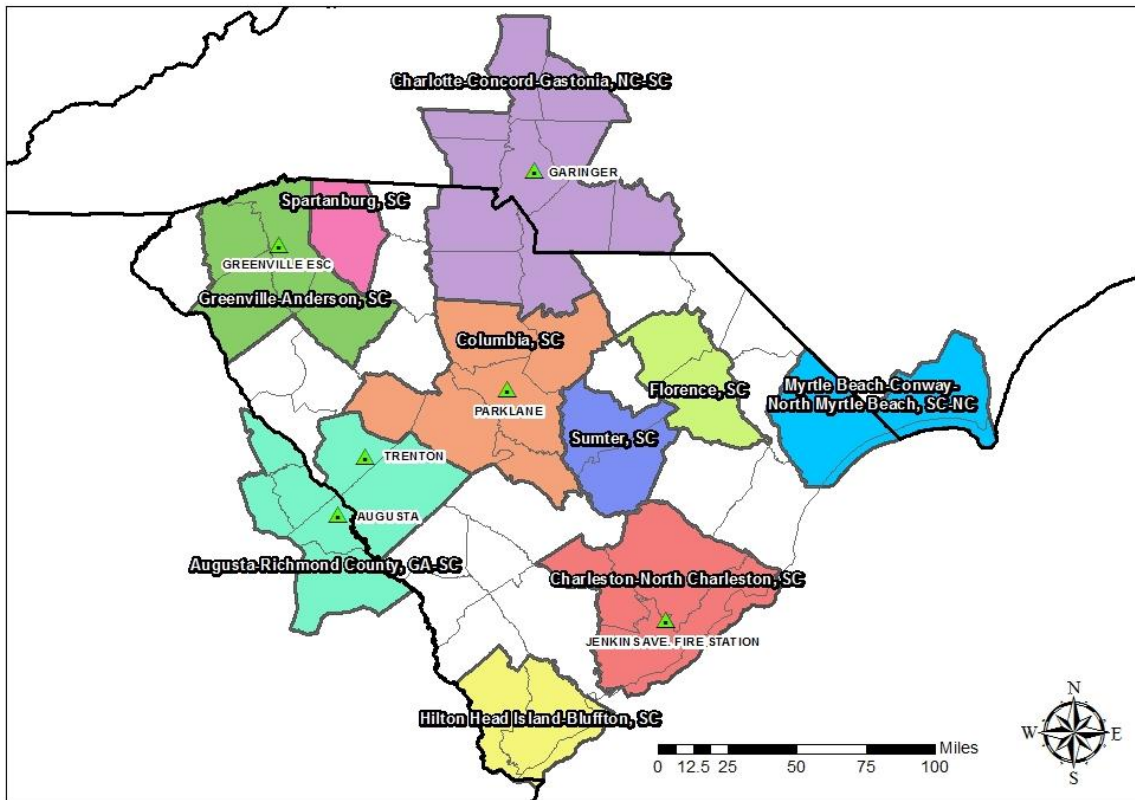 Charlotte-Concord-Gastonia, NC-SC
GARINGER
Spartanburg, SC
GREENVILLE ESC
Greenville-Anderson, SC
Columbia, SC
PARKLANE
Florence, SC
Myrtle Beach-Conway-
North Myrtle Beach, SC-NC
Sumter, SC
TRENTON
AUGUSTA
Augusta-Richmond County, GA-SC
Charleston-North Charleston, SC
JENKINS AVE. FIRE STATION
Hilton Head Island-Bluffton, SC
N
W E
S
Miles
0 12.5 25 50 75 100